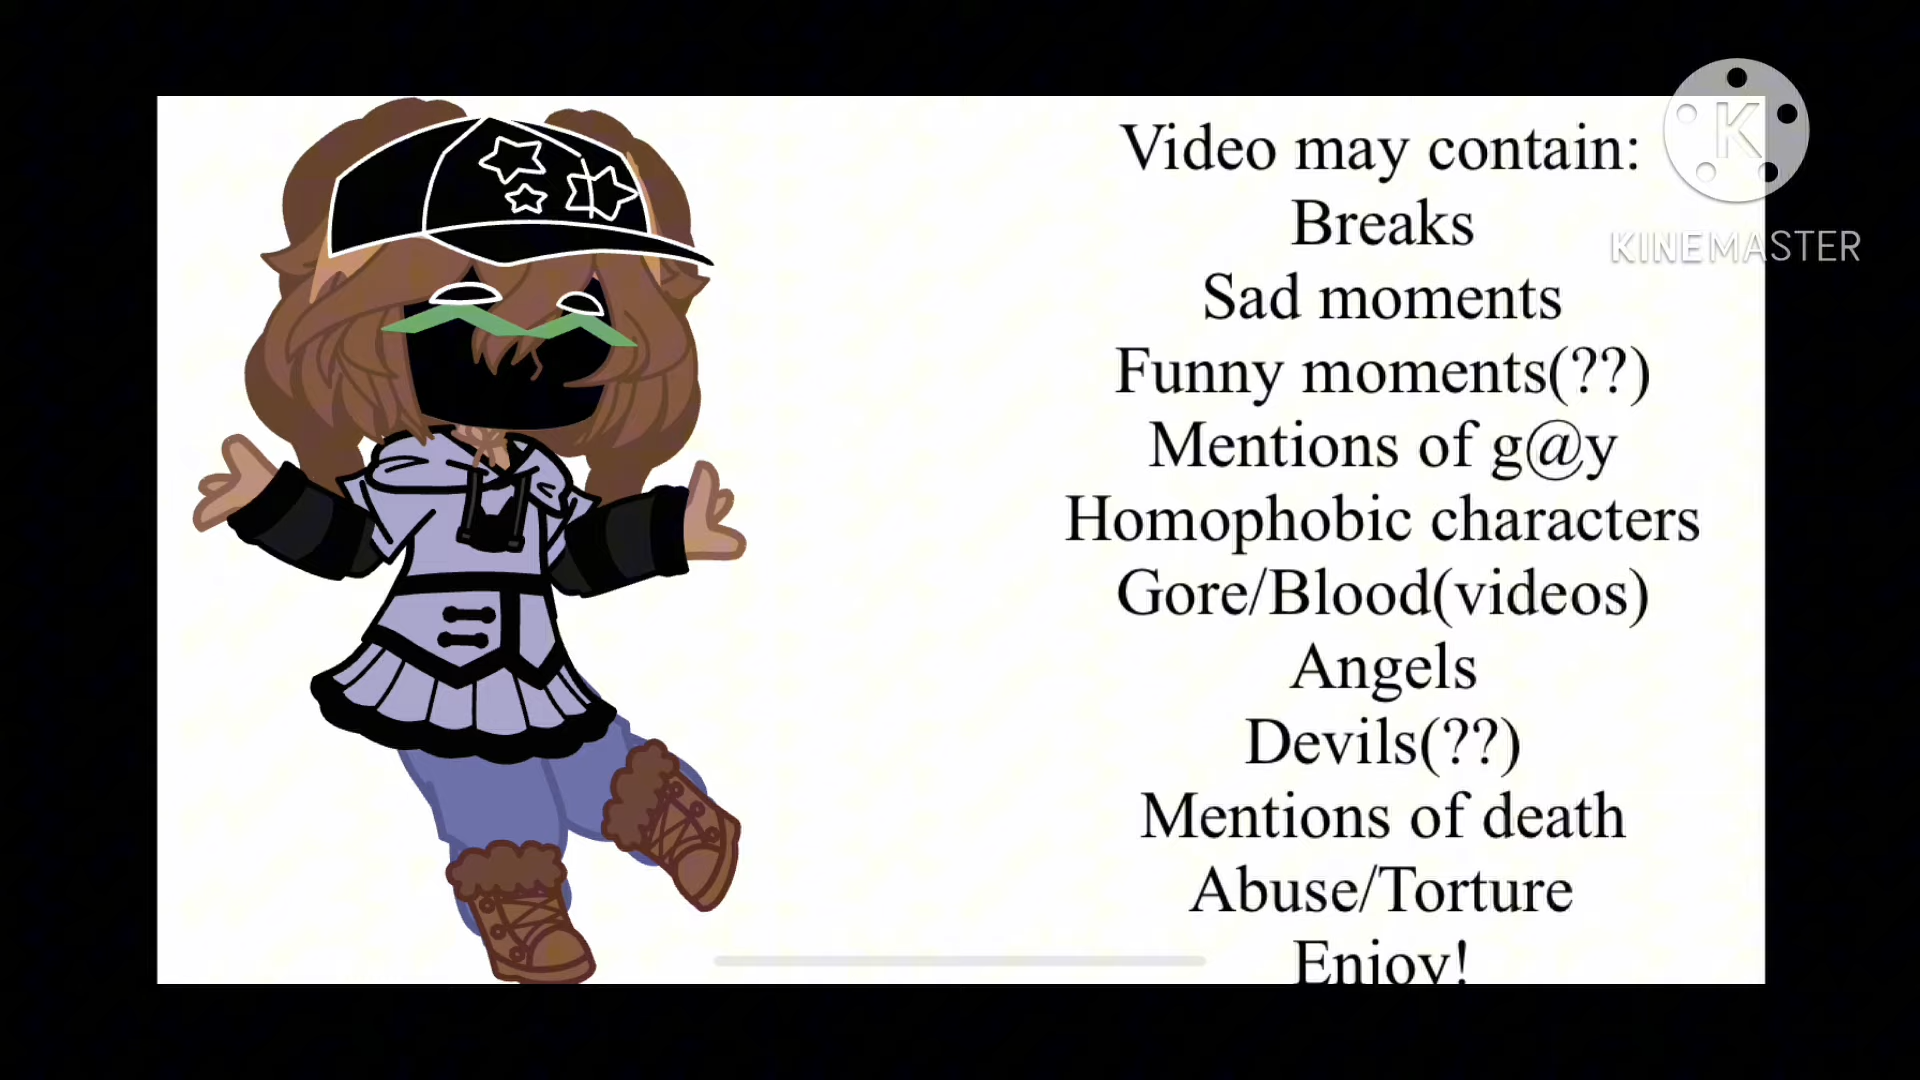 Video may contain:
Breaks
Sad moments
Funny moments(??)
Mentions of g@y
Homophobic characters
Gore/Blood(videos)
Angels
Devils(??)
Mentions of death
Abuse/Torture
Enjoy!
K
KINEMASTER